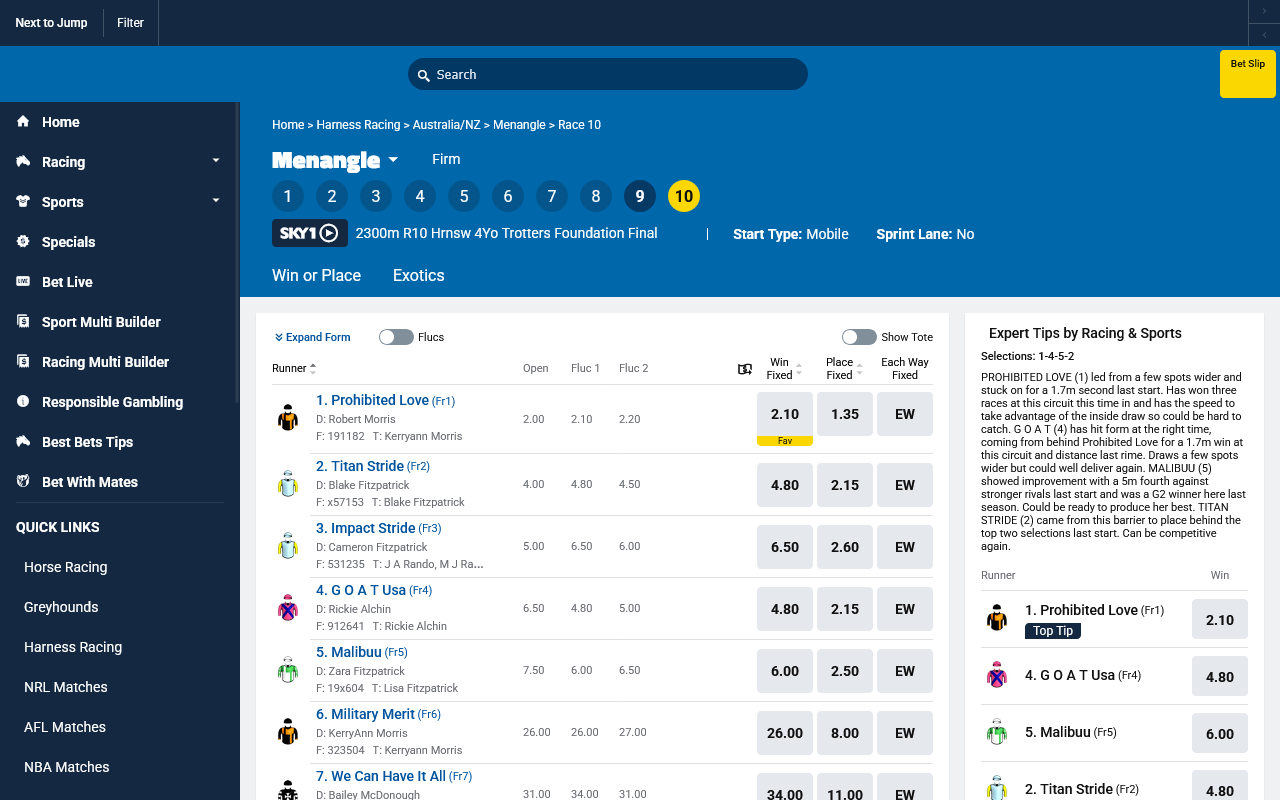 Next to Jump
Filter
Search
Bet Slip
Home
Racing
Sports
Specials
Bet Live
Sport Multi Builder
Racing Multi Builder
Responsible Gambling
Best Bets Tips
Bet With Mates
QUICK LINKS
Horse Racing
Greyhounds
Harness Racing
NRL Matches
AFL Matches
NBA Matches
Home > Harness Racing > Australia/NZ > Menangle > Race 10
Menangle Firm
1 2 3 4 5 6 7 8 9 10
SKY1 2300m R10 Hrnsw 4Yo Trotters Foundation Final | Start Type: Mobile Sprint Lane: No
Win or Place Exotics
Expand Form Flucs Show Tote
Runner Open Fluc 1 Fluc 2 Win Fixed Place Fixed Each Way Fixed
1. Prohibited Love (Fr1)
D: Robert Morris
F: 191182 T: Kerryann Morris
2.00 2.10 2.20 2.10 1.35 EW
Fav
2. Titan Stride (Fr2)
D: Blake Fitzpatrick
F: x57153 T: Blake Fitzpatrick
4.00 4.80 4.50 4.80 2.15 EW
3. Impact Stride (Fr3)
D: Cameron Fitzpatrick
F: 531235 T: J A Rando, M J Ra...
5.00 6.50 6.00 6.50 2.60 EW
4. G O A T Usa (Fr4)
D: Rickie Alchin
F: 912641 T: Rickie Alchin
6.50 4.80 5.00 4.80 2.15 EW
5. Malibuu (Fr5)
D: Zara Fitzpatrick
F: 19x604 T: Lisa Fitzpatrick
7.50 6.00 6.50 6.00 2.50 EW
6. Military Merit (Fr6)
D: KerryAnn Morris
F: 323504 T: Kerryann Morris
26.00 26.00 27.00 26.00 8.00 EW
7. We Can Have It All (Fr7)
D: Bailey McDonough
31.00 34.00 31.00 34.00 11.00 EW
Expert Tips by Racing & Sports
Selections: 1-4-5-2
PROHIBITED LOVE (1) led from a few spots wider and
stuck on for a 1.7m second last start. Has won three
races at this circuit this time in and has the speed to
take advantage of the inside draw so could be hard to
catch. G O A T (4) has hit form at the right time,
coming from behind Prohibited Love for a 1.7m win at
this circuit and distance last rime. Draws a few spots
wider but could well deliver again. MALIBUU (5)
showed improvement with a 5m fourth against
stronger rivals last start and was a G2 winner here last
season. Could be ready to produce her best. TITAN
STRIDE (2) came from this barrier to place behind the
top two selections last start. Can be competitive
again.
Runner Win
1. Prohibited Love (Fr1) 2.10
Top Tip
4. G O A T Usa (Fr4) 4.80
5. Malibuu (Fr5) 6.00
2. Titan Stride (Fr2) 4.80